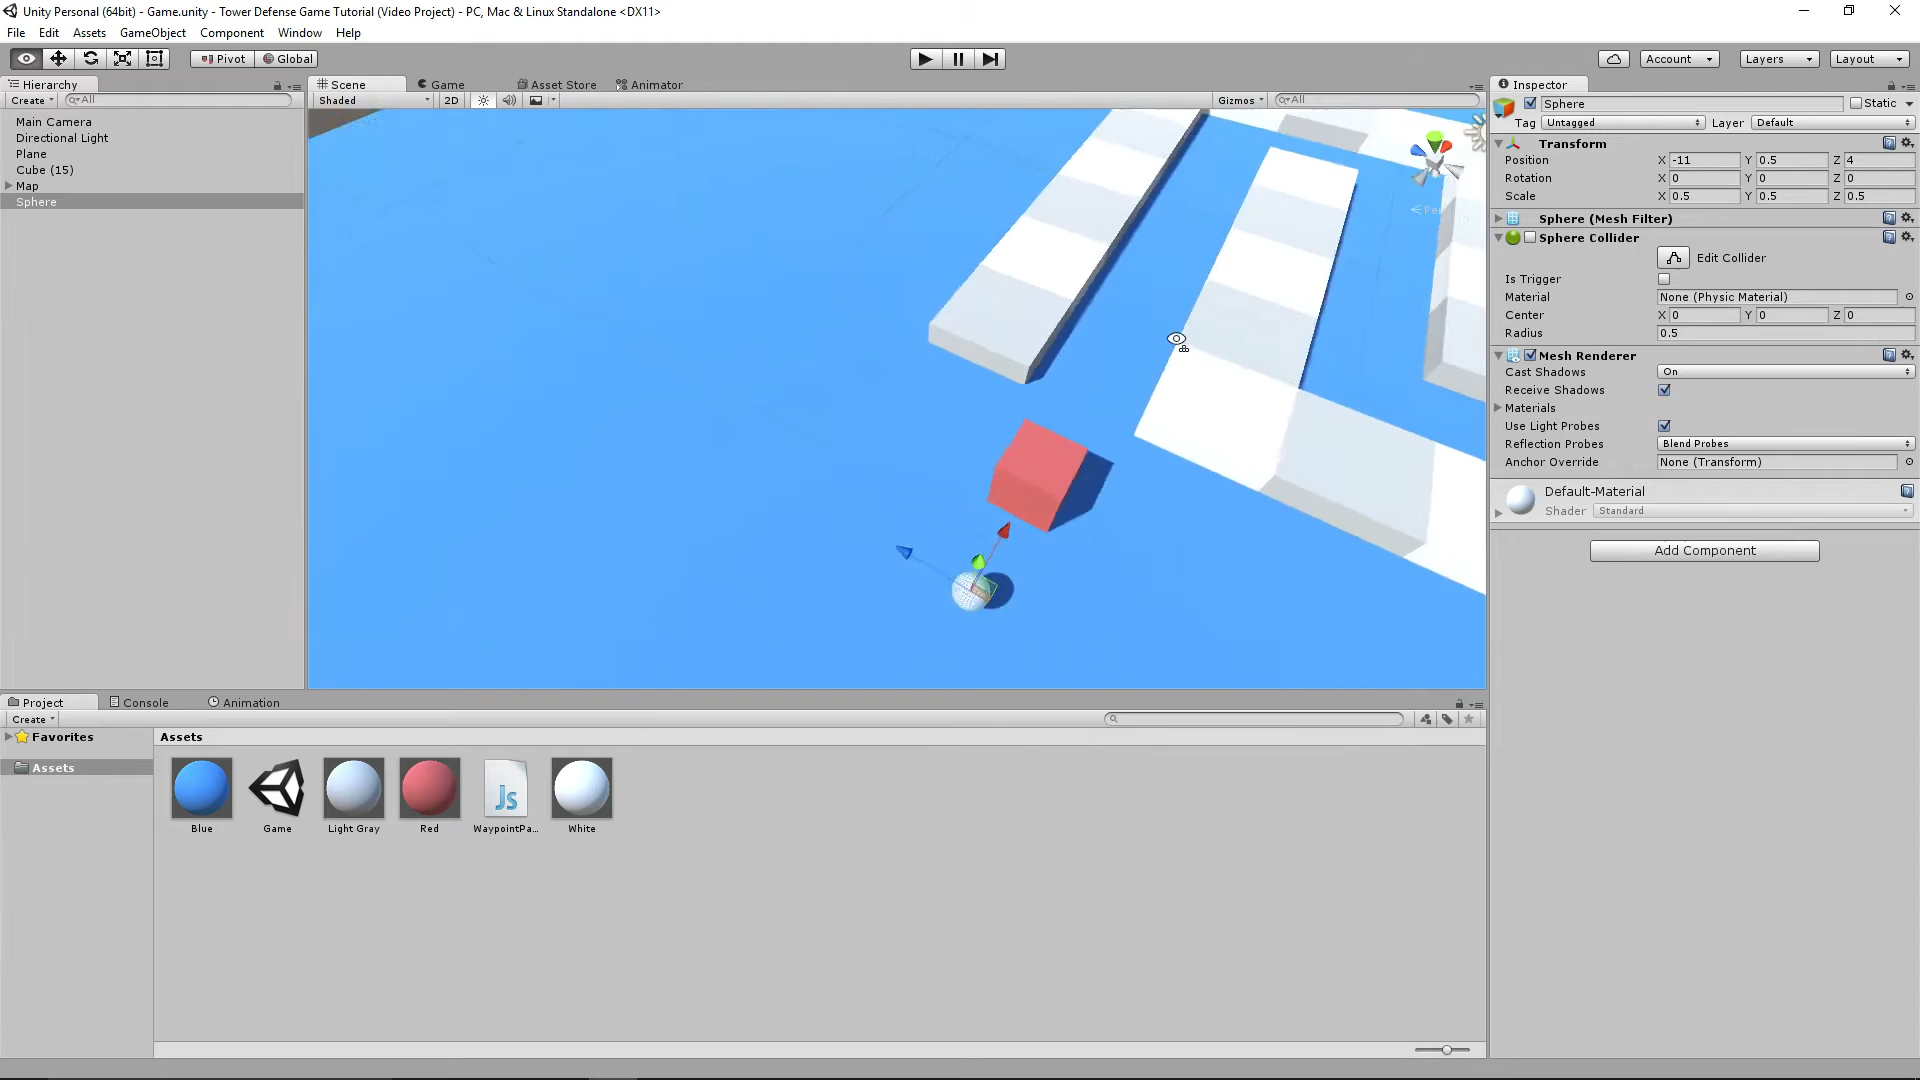 Unity Personal (64bit) - Game.unity - Tower Defense Game Tutorial (Video Project) - PC, Mac & Linux Standalone <DX11>
File Edit Assets GameObject Component Window Help
Pivot Global Account Layers Layout
Hierarchy
Create All
Main Camera
Directional Light
Plane
Cube (15)
Map
Sphere
Scene Game Asset Store Animator
Shaded 2D Gizmos All
Inspector
Sphere Static
Tag Untagged Layer Default
Transform
Position X -11 Y 0.5 Z 4
Rotation X 0 Y 0 Z 0
Scale X 0.5 Y 0.5 Z 0.5
Sphere (Mesh Filter)
Sphere Collider
Edit Collider
Is Trigger
Material None (Physic Material)
Center X 0 Y 0 Z 0
Radius 0.5
Mesh Renderer
Cast Shadows On
Receive Shadows
Materials
Use Light Probes
Reflection Probes Blend Probes
Anchor Override None (Transform)
Default-Material
Shader Standard
Add Component
Project Console Animation
Create
Favorites
Assets
Assets
Js
Blue Game Light Gray Red WaypointPa... White